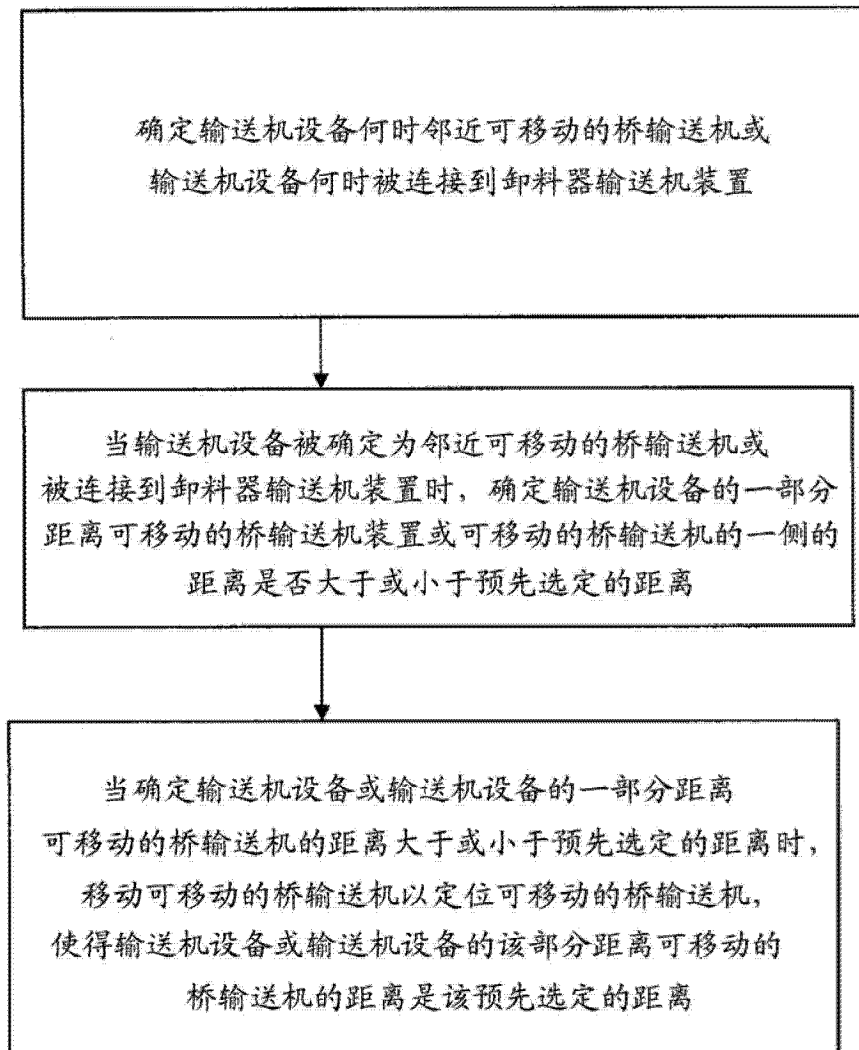 确定输送机设备何时邻近可移动的桥输送机或
输送机设备何时被连接到卸料器输送机装置
当输送机设备被确定为邻近可移动的桥输送机或
被连接到卸料器输送机装置时，确定输送机设备的一部分
距离可移动的桥输送机装置或可移动的桥输送机的一侧的
距离是否大于或小于预先选定的距离
当确定输送机设备或输送机设备的一部分距离
可移动的桥输送机的距离大于或小于预先选定的距离时，
移动可移动的桥输送机以定位可移动的桥输送机，
使得输送机设备或输送机设备的该部分距离可移动的
桥输送机的距离是该预先选定的距离